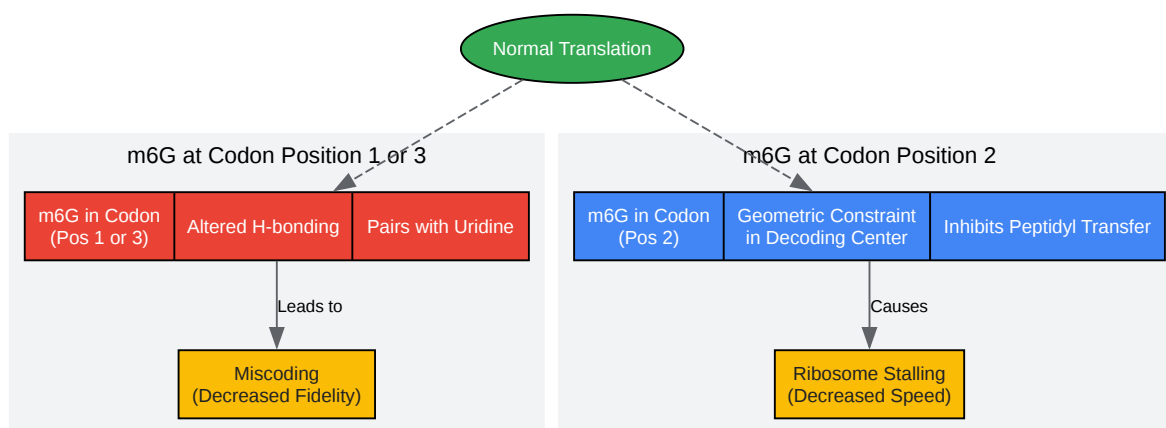 Normal Translation
m6G at Codon Position 1 or 3
m6G in Codon
(Pos 1 or 3)
Altered H-bonding
Pairs with Uridine
Leads to
Miscoding
(Decreased Fidelity)
m6G at Codon Position 2
m6G in Codon
(Pos 2)
Geometric Constraint
in Decoding Center
Inhibits Peptidyl Transfer
Causes
Ribosome Stalling
(Decreased Speed)